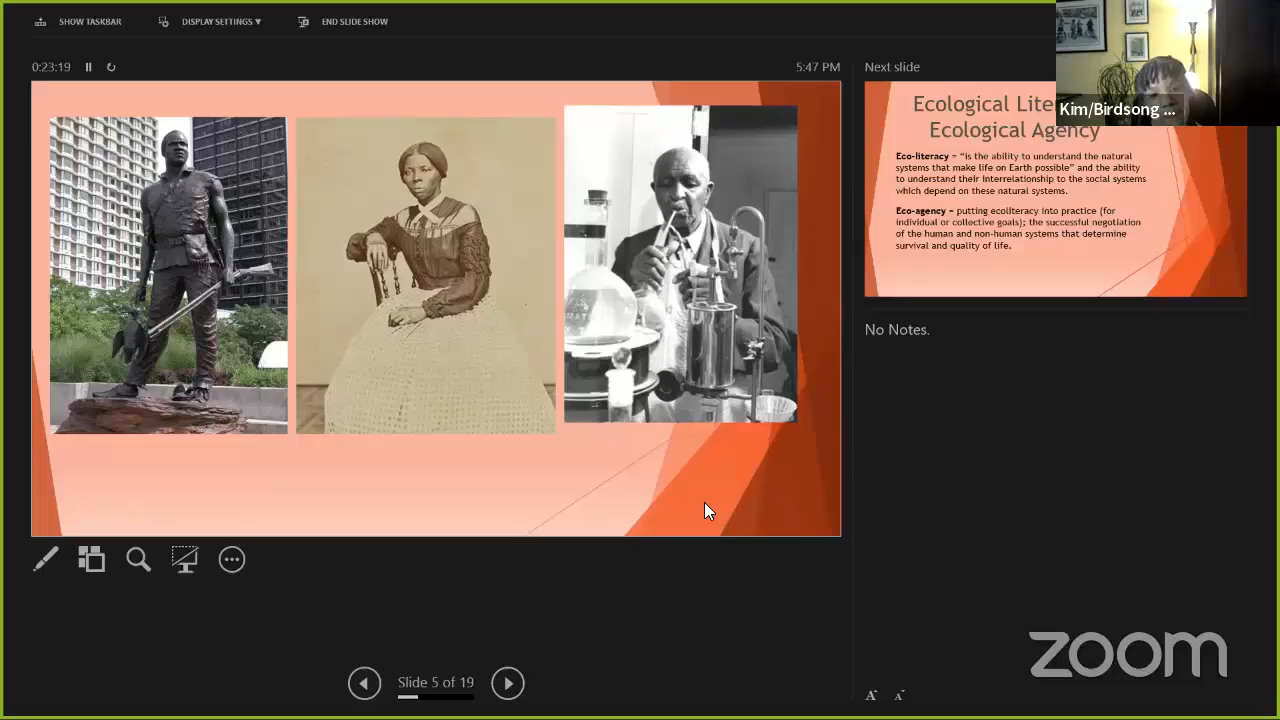 SHOW TASKBAR
DISPLAY SETTINGS ▼
END SLIDE SHOW
0:23:19
5:47 PM
Next slide
Kim/Birdsong ...
Ecological Lite
Ecological Agency
Eco-literacy = “is the ability to understand the natural
systems that make life on Earth possible” and the ability
to understand their interrelationship to the social systems
which depend on these natural systems.
Eco-agency = putting ecoliteracy into practice (for
individual or collective goals); the successful negotiation
of the human and non-human systems that determine
survival and quality of life.
No Notes.
Slide 5 of 19
zoom
A A